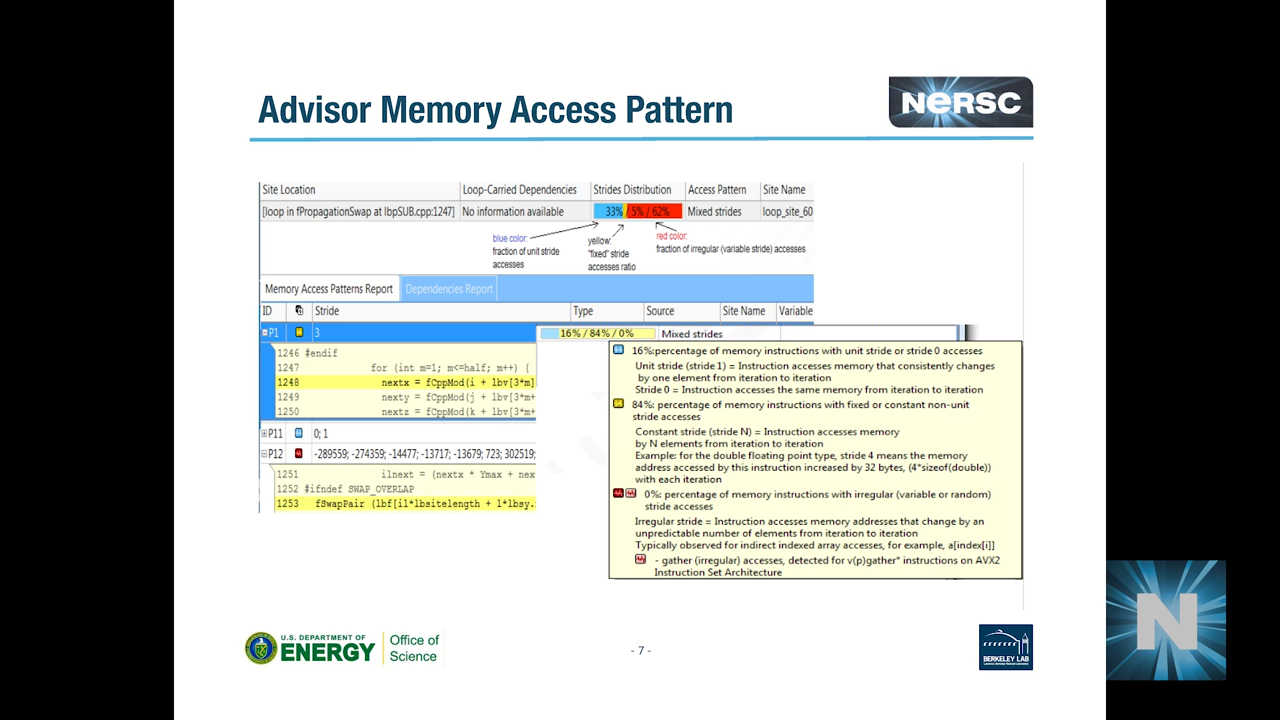 Advisor Memory Access Pattern
NERSC
Site Location Loop-Carried Dependencies Strides Distribution Access Pattern Site Name
[loop in fPropagationSwap at lbpSUB.cpp:1247] No information available 33% / 5% / 62% Mixed strides loop_site_60
blue color:
fraction of unit stride
accesses
yellow:
"fixed" stride
accesses ratio
red color:
fraction of irregular (variable stride) accesses
Memory Access Patterns Report Dependencies Report
ID Stride Type Source Site Name Variable
P1 3 16% / 84% / 0% Mixed strides
1246 #endif
1247 for (int m=1; m<=half; m++) {
1248 nextx = fCppMod(i + lbv[3*m]
1249 nexty = fCppMod(j + lbv[3*m+
1250 nextz = fCppMod(k + lbv[3*m+
P11 0; 1
P12 -289559; -274359; -14477; -13717; -13679; 723; 302519;
1251 ilnext = (nextx * Ymax + nex
1252 #ifndef SWAP_OVERLAP
1253 fSwapPair (lbf[il*lbsitelength + l*lbsy.
16%:percentage of memory instructions with unit stride or stride 0 accesses
Unit stride (stride 1) = Instruction accesses memory that consistently changes
by one element from iteration to iteration
Stride 0 = Instruction accesses the same memory from iteration to iteration
84%: percentage of memory instructions with fixed or constant non-unit
stride accesses
Constant stride (stride N) = Instruction accesses memory
by N elements from iteration to iteration
Example: for the double floating point type, stride 4 means the memory
address accessed by this instruction increased by 32 bytes, (4*sizeof(double))
with each iteration
0%: percentage of memory instructions with irregular (variable or random)
stride accesses
Irregular stride = Instruction accesses memory addresses that change by an
unpredictable number of elements from iteration to iteration
Typically observed for indirect indexed array accesses, for example, a[index[i]]
- gather (irregular) accesses, detected for v(p)gather* instructions on AVX2
Instruction Set Architecture
U.S. DEPARTMENT OF
ENERGY
Office of
Science
- 7 -
BERKELEY LAB
N